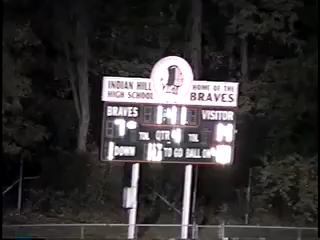 INDIAN HILL HOME OF THE
HIGH SCHOOL BRAVES
BRAVES VISITOR
TOL QTR TOL
DOWN TO GO BALL ON